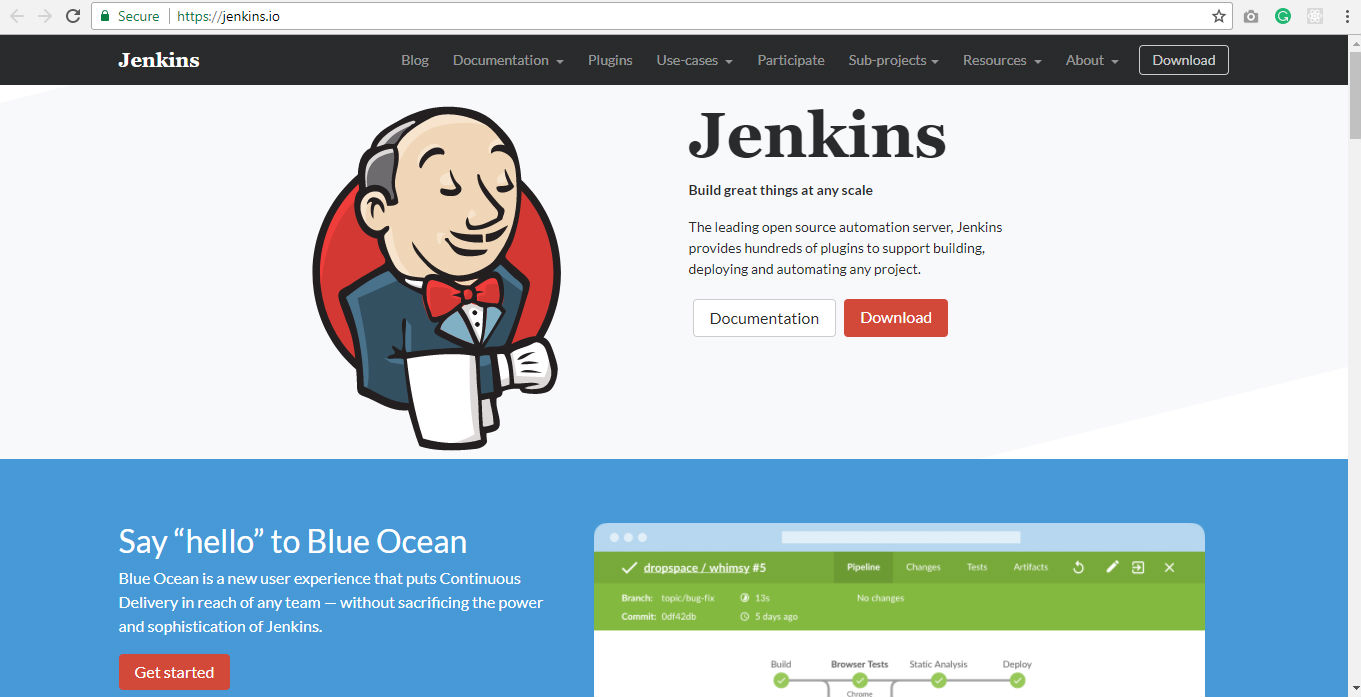 Secure https://jenkins.io
Jenkins Blog Documentation Plugins Use-cases Participate Sub-projects Resources About Download
Jenkins
Build great things at any scale
The leading open source automation server, Jenkins
provides hundreds of plugins to support building,
deploying and automating any project.
Documentation Download
Say “hello” to Blue Ocean
Blue Ocean is a new user experience that puts Continuous
Delivery in reach of any team — without sacrificing the power
and sophistication of Jenkins.
Get started
dropspace / whimsy #5 Pipeline Changes Tests Artifacts
Branch: topic/bug-fix 13s No changes
Commit: 0df42db 5 days ago
Build Browser Tests Static Analysis Deploy
Chrome